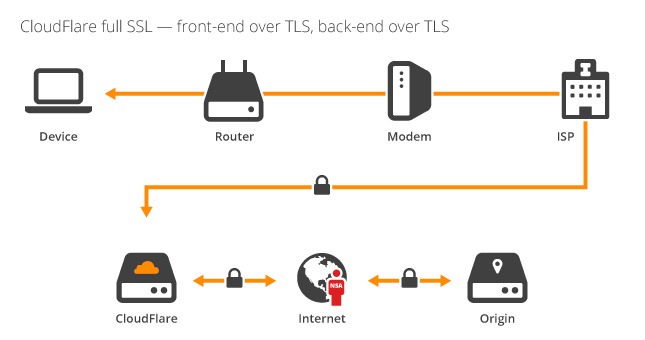 CloudFlare full SSL — front-end over TLS, back-end over TLS
Device
Router
Modem
ISP
NSA
CloudFlare
Internet
Origin